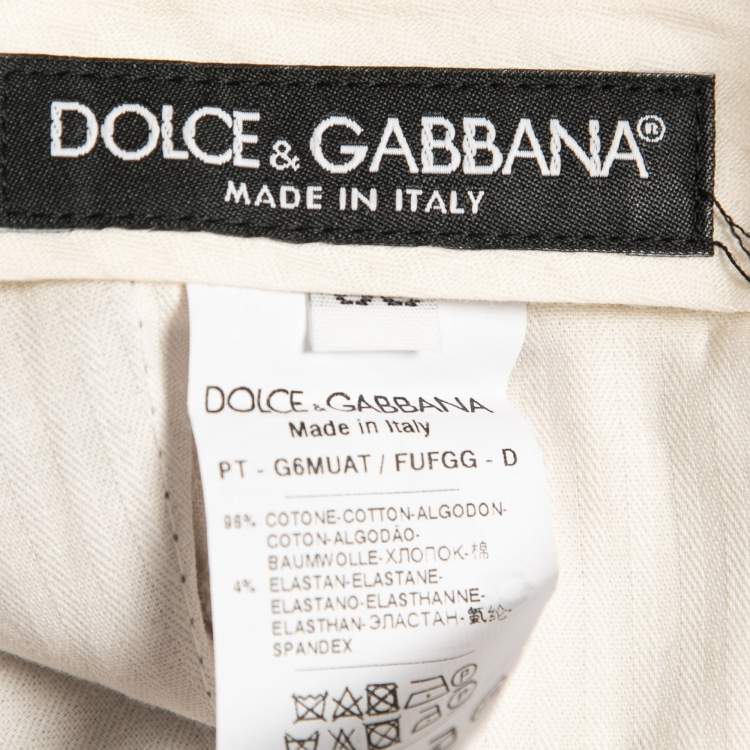 DOLCE & GABBANA®
MADE IN ITALY
DOLCE & GABBANA
Made in Italy
PT - G6MUAT / FUFGG - D
96% COTONE-COTTON-ALGODON-
COTON-ALGODÃO-
BAUMWOLLE-ХЛОПОК-棉
4% ELASTAN-ELASTANE-
ELASTANO-ELASTHANNE-
ELASTHAN-ЭЛАСТАН-氨纶-
SPANDEX